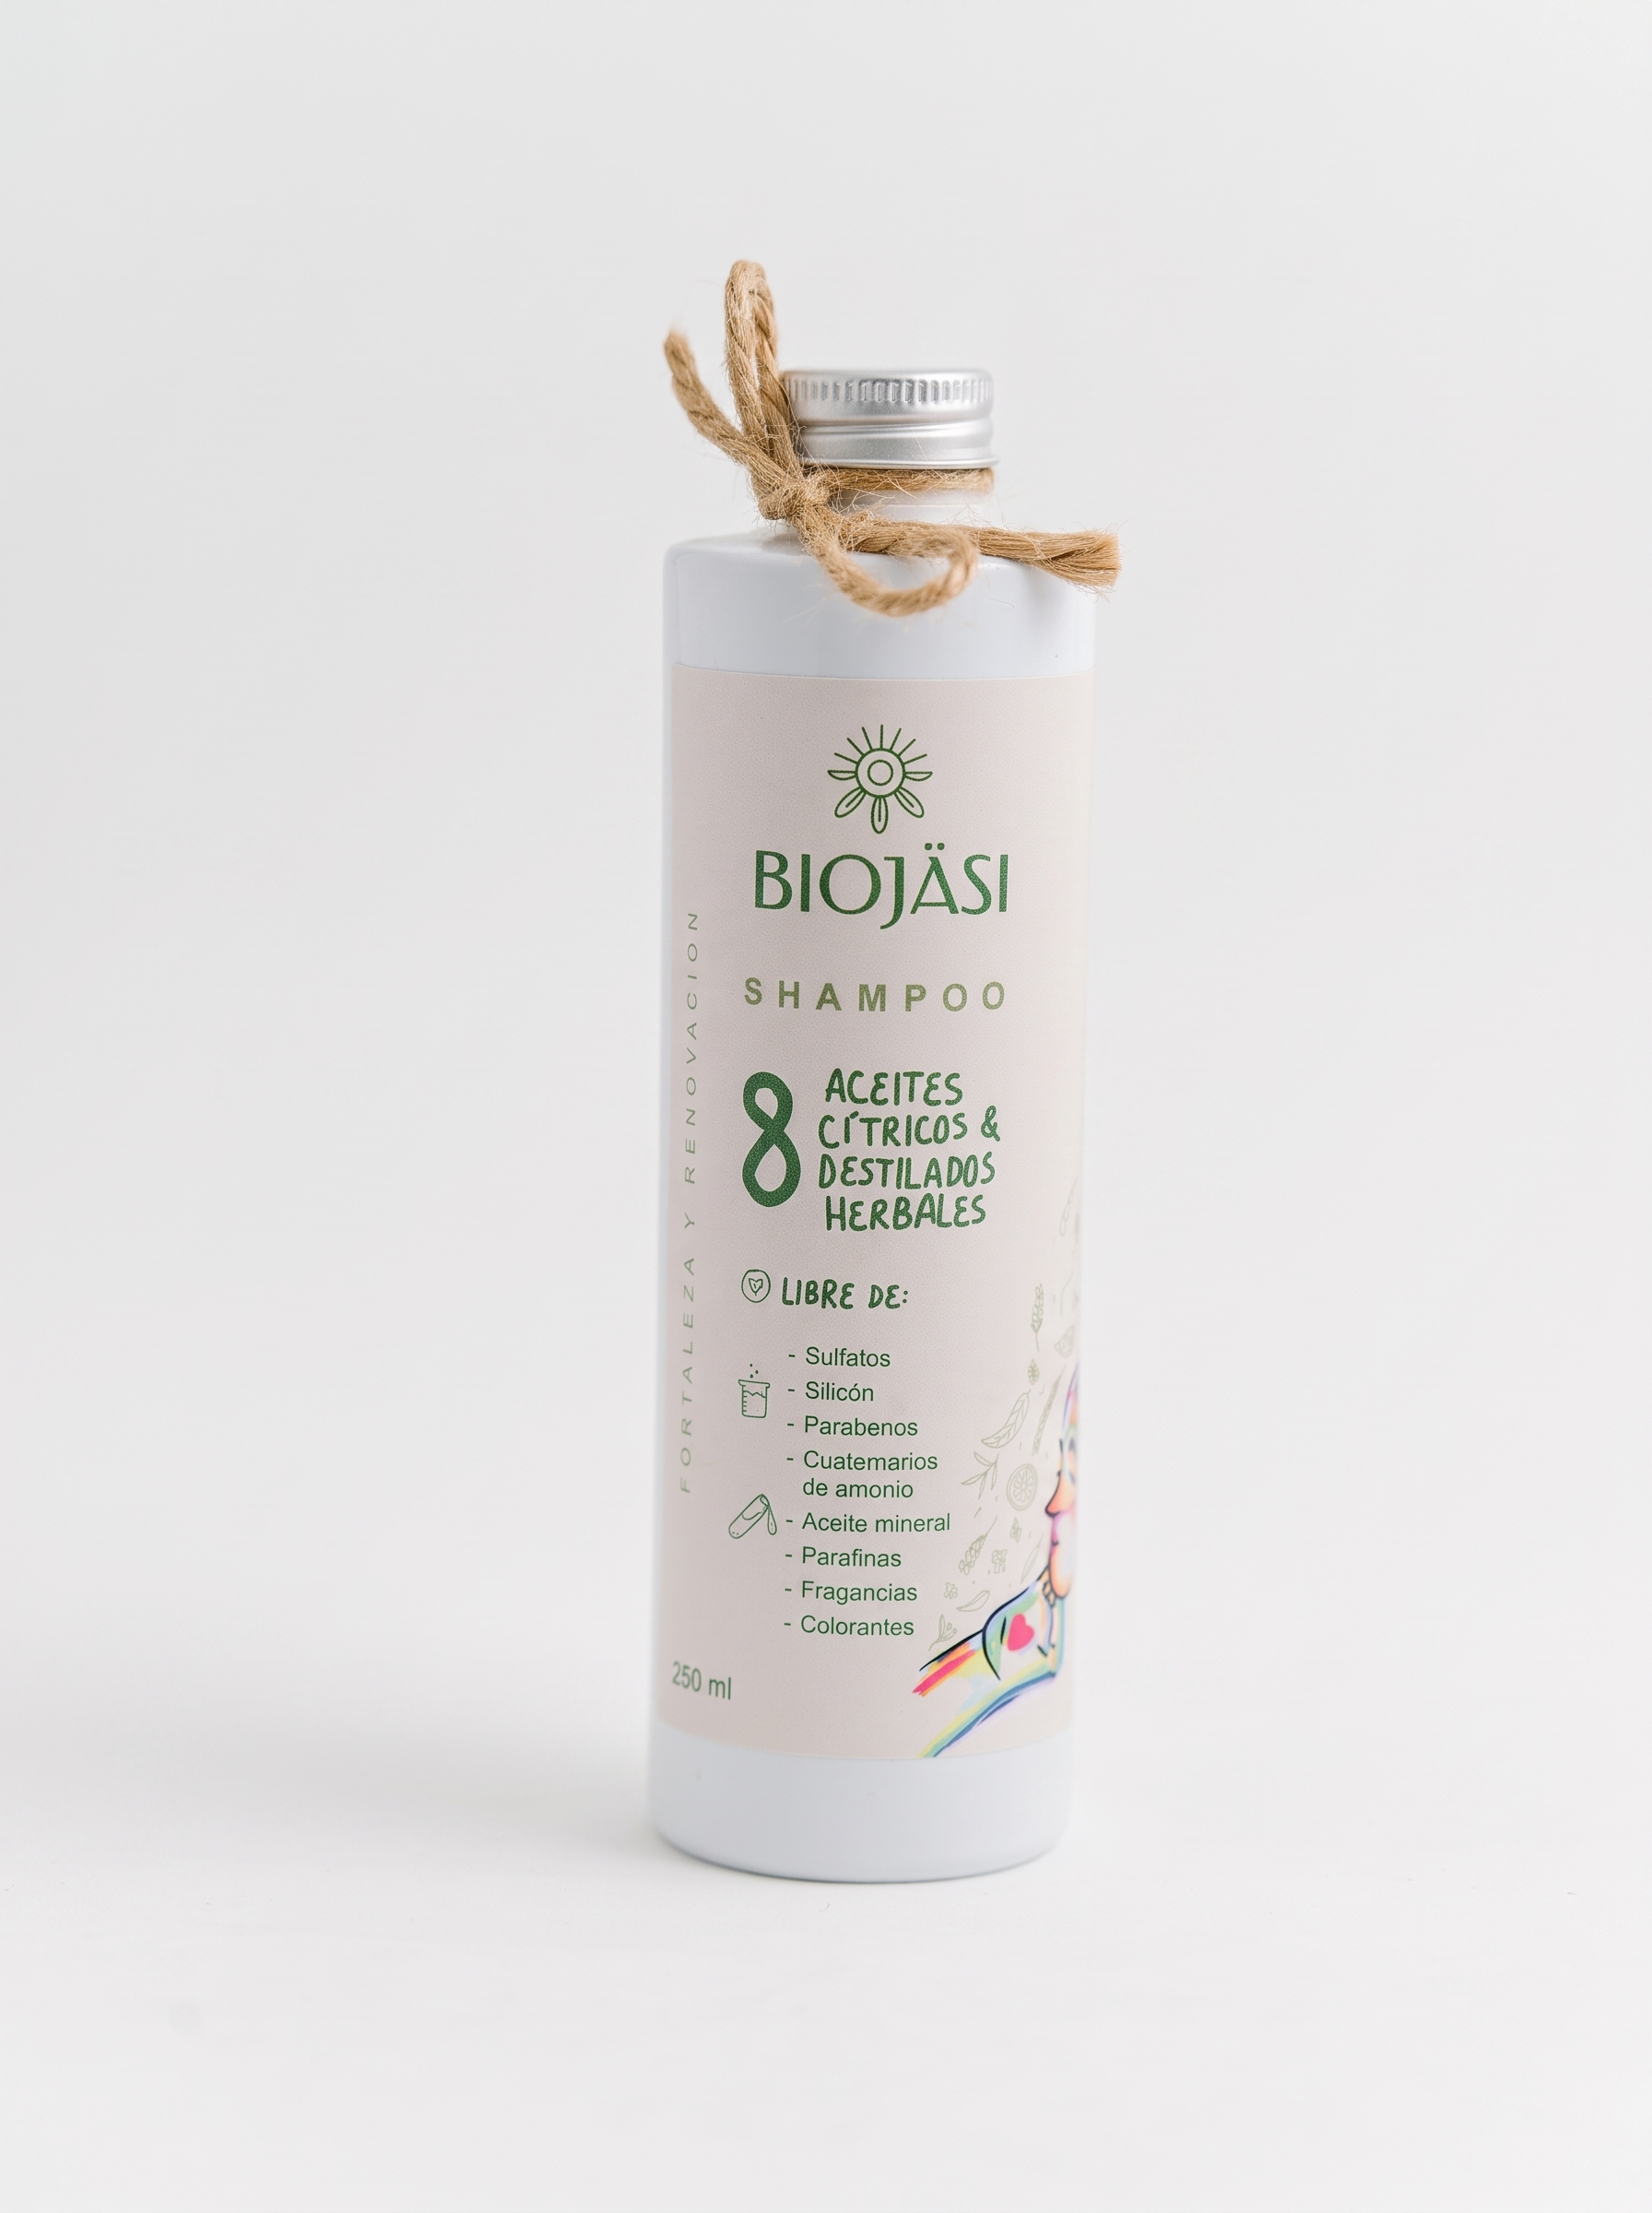 BIOJÄSI
SHAMPOO
8
ACEITES
CÍTRICOS &
DESTILADOS
HERBALES
LIBRE DE:
- Sulfatos
- Silicón
- Parabenos
- Cuatemarios
de amonio
- Aceite mineral
- Parafinas
- Fragancias
- Colorantes
250 ml
FORTALEZA Y RENOVACION